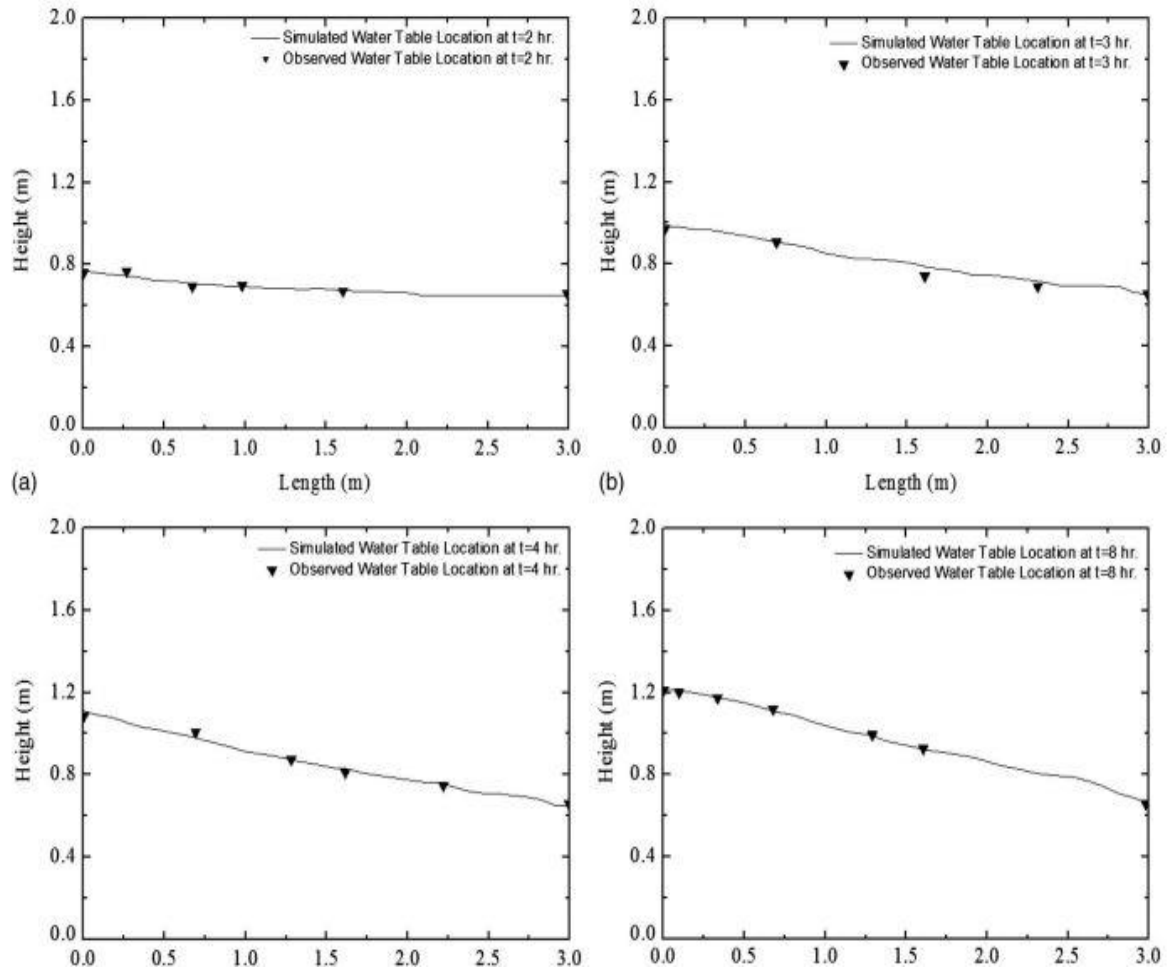 2.0
1.6
1.2
0.8
0.4
0.0
Height (m)
Simulated Water Table Location at t=2 hr.
Observed Water Table Location at t=2 hr.
0.0 0.5 1.0 1.5 2.0 2.5 3.0
(a) Length (m)
2.0
1.6
1.2
0.8
0.4
0.0
Height (m)
Simulated Water Table Location at t=3 hr.
Observed Water Table Location at t=3 hr.
0.0 0.5 1.0 1.5 2.0 2.5 3.0
(b) Length (m)
2.0
1.6
1.2
0.8
0.4
0.0
Height (m)
Simulated Water Table Location at t=4 hr.
Observed Water Table Location at t=4 hr.
0.0 0.5 1.0 1.5 2.0 2.5 3.0
2.0
1.6
1.2
0.8
0.4
0.0
Height (m)
Simulated Water Table Location at t=8 hr.
Observed Water Table Location at t=8 hr.
0.0 0.5 1.0 1.5 2.0 2.5 3.0